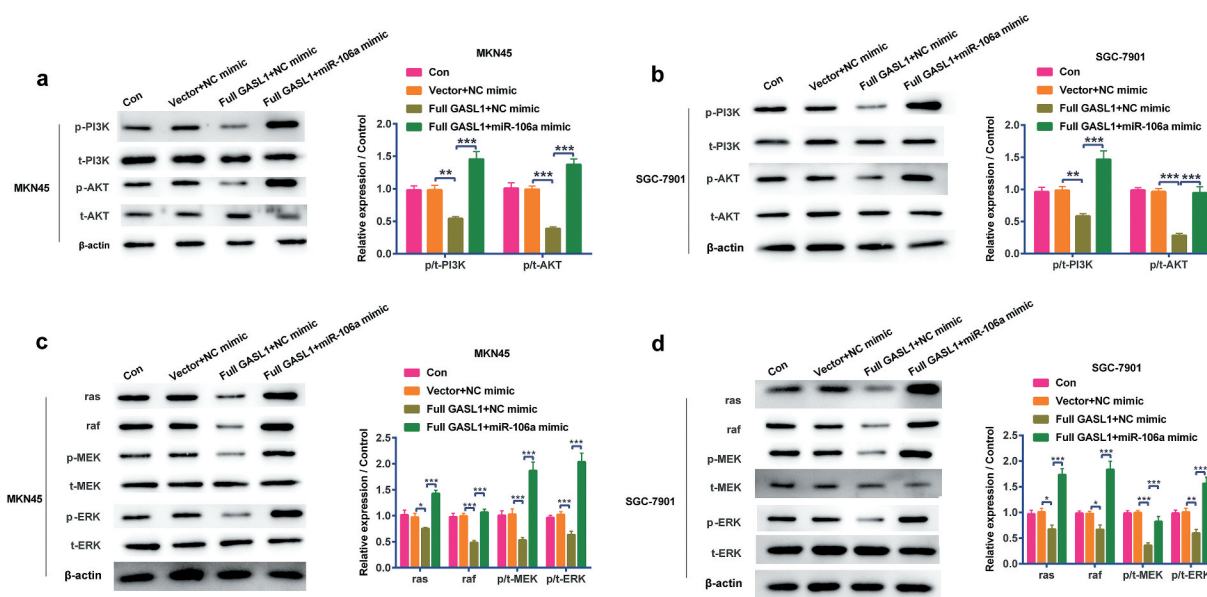 a
MKN45
Con
Vector+NC mimic
Full GASL1+NC mimic
Full GASL1+miR-106a mimic
p-PI3K
t-PI3K
p-AKT
t-AKT
β-actin
MKN45
Con
Vector+NC mimic
Full GASL1+NC mimic
Full GASL1+miR-106a mimic
Relative expression / Control
2.0
1.5
1.0
0.5
0.0
** *** *** ***
p/t-PI3K p/t-AKT
b
SGC-7901
Con
Vector+NC mimic
Full GASL1+NC mimic
Full GASL1+miR-106a mimic
p-PI3K
t-PI3K
p-AKT
t-AKT
β-actin
SGC-7901
Con
Vector+NC mimic
Full GASL1+NC mimic
Full GASL1+miR-106a mimic
Relative expression / Control
2.0
1.5
1.0
0.5
0.0
** *** *** ***
p/t-PI3K p/t-AKT
c
MKN45
Con
Vector+NC mimic
Full GASL1+NC mimic
Full GASL1+miR-106a mimic
ras
raf
p-MEK
t-MEK
p-ERK
t-ERK
β-actin
MKN45
Con
Vector+NC mimic
Full GASL1+NC mimic
Full GASL1+miR-106a mimic
Relative expression / Control
2.5
2.0
1.5
1.0
0.5
0.0
* *** *** *** *** *** *** ***
ras raf p/t-MEK p/t-ERK
d
SGC-7901
Con
Vector+NC mimic
Full GASL1+NC mimic
Full GASL1+miR-106a mimic
ras
raf
p-MEK
t-MEK
p-ERK
t-ERK
β-actin
SGC-7901
Con
Vector+NC mimic
Full GASL1+NC mimic
Full GASL1+miR-106a mimic
Relative expression / Control
2.5
2.0
1.5
1.0
0.5
0.0
* *** * *** *** *** ** ***
ras raf p/t-MEK p/t-ERK